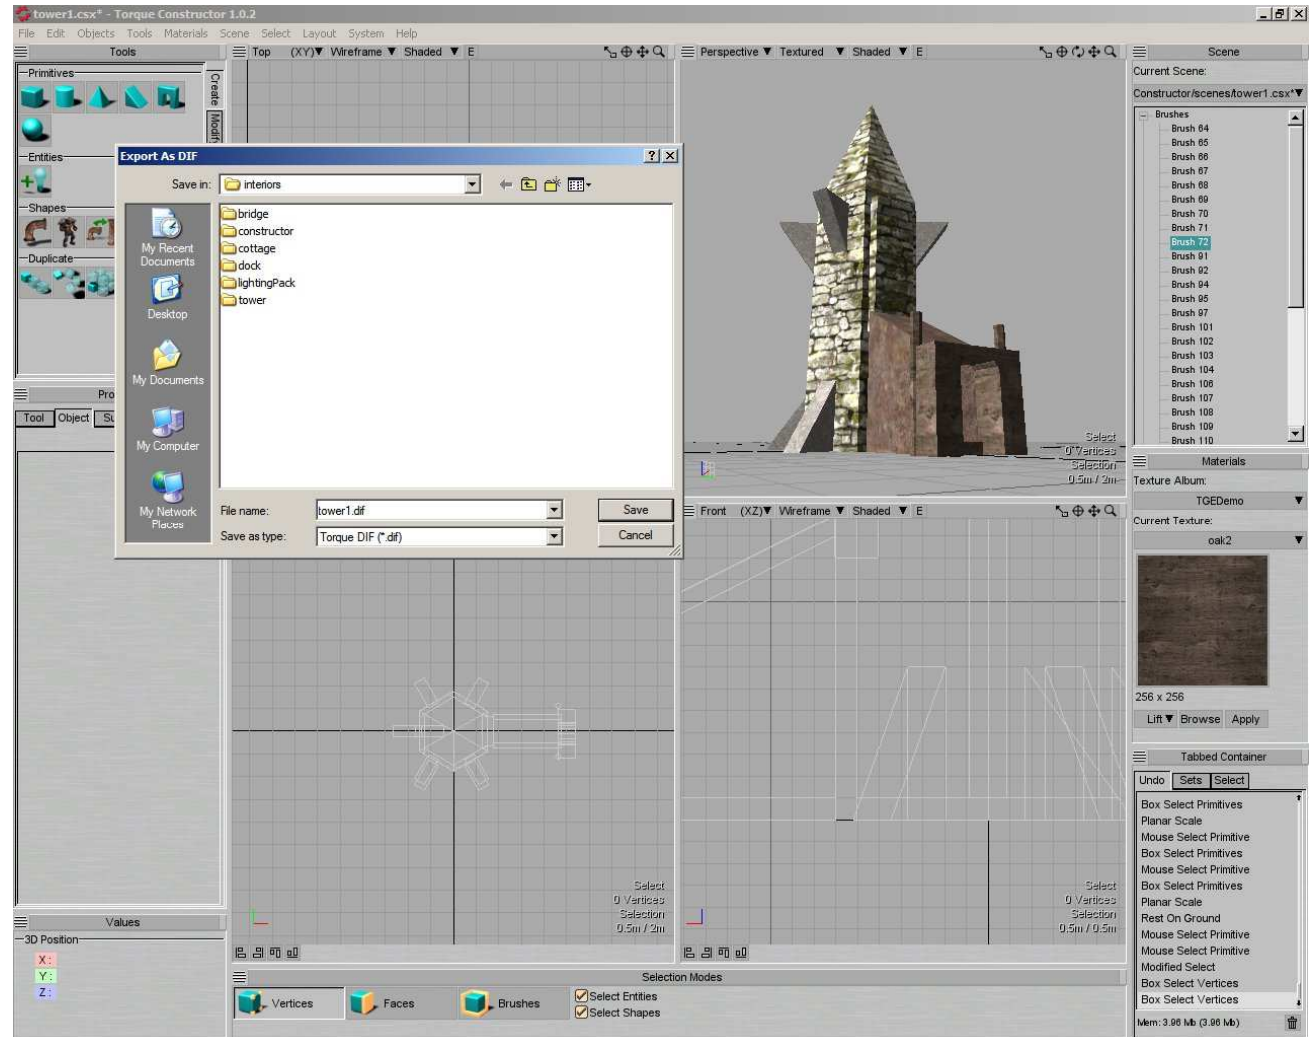 tower1.csx* - Torque Constructor 1.0.2
File Edit Objects Tools Materials Scene Select Layout System Help
Tools
Primitives
Create
Entities
Shapes
Duplicate
Top (XY)▼ Wireframe ▼ Shaded ▼ E
Perspective ▼ Textured ▼ Shaded ▼ E
Select
0 Vertices
Selection
0.5m / 2m
Export As DIF
Save in:
interiors
My Recent
Documents
Desktop
My Documents
My Computer
My Network
Places
bridge
constructor
cottage
dock
lightingPack
tower
File name:
tower1.dif
Save
Save as type:
Torque DIF (*.dif)
Cancel
Tool Object
Select
0 Vertices
Selection
0.5m / 2m
Front (XZ)▼ Wireframe ▼ Shaded ▼ E
Select
0 Vertices
Selection
0.5m / 0.5m
Values
3D Position
X :
Y :
Z :
Selection Modes
Vertices
Faces
Brushes
Select Entities
Select Shapes
Scene
Current Scene:
Constructor/scenes/tower1.csx*▼
Brushes
Brush 64
Brush 65
Brush 66
Brush 67
Brush 68
Brush 69
Brush 70
Brush 71
Brush 72
Brush 91
Brush 92
Brush 94
Brush 95
Brush 97
Brush 101
Brush 102
Brush 103
Brush 104
Brush 106
Brush 107
Brush 108
Brush 109
Brush 110
Materials
Texture Album:
TGEDemo ▼
Current Texture:
oak2 ▼
256 x 256
Lift ▼ Browse Apply
Tabbed Container
Undo Sets Select
Box Select Primitives
Planar Scale
Mouse Select Primitive
Box Select Primitives
Mouse Select Primitive
Box Select Primitives
Planar Scale
Rest On Ground
Mouse Select Primitive
Mouse Select Primitive
Modified Select
Box Select Vertices
Box Select Vertices
Mem: 3.96 Mb (3.96 Mb)